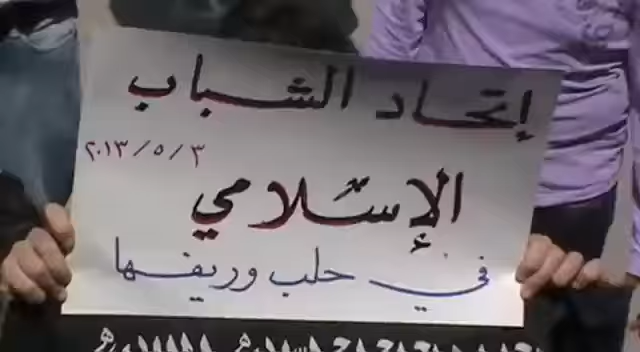 إتحاد الشباب
٢٠١٣/٥/٣
الإسلامي
في حلب وريفها